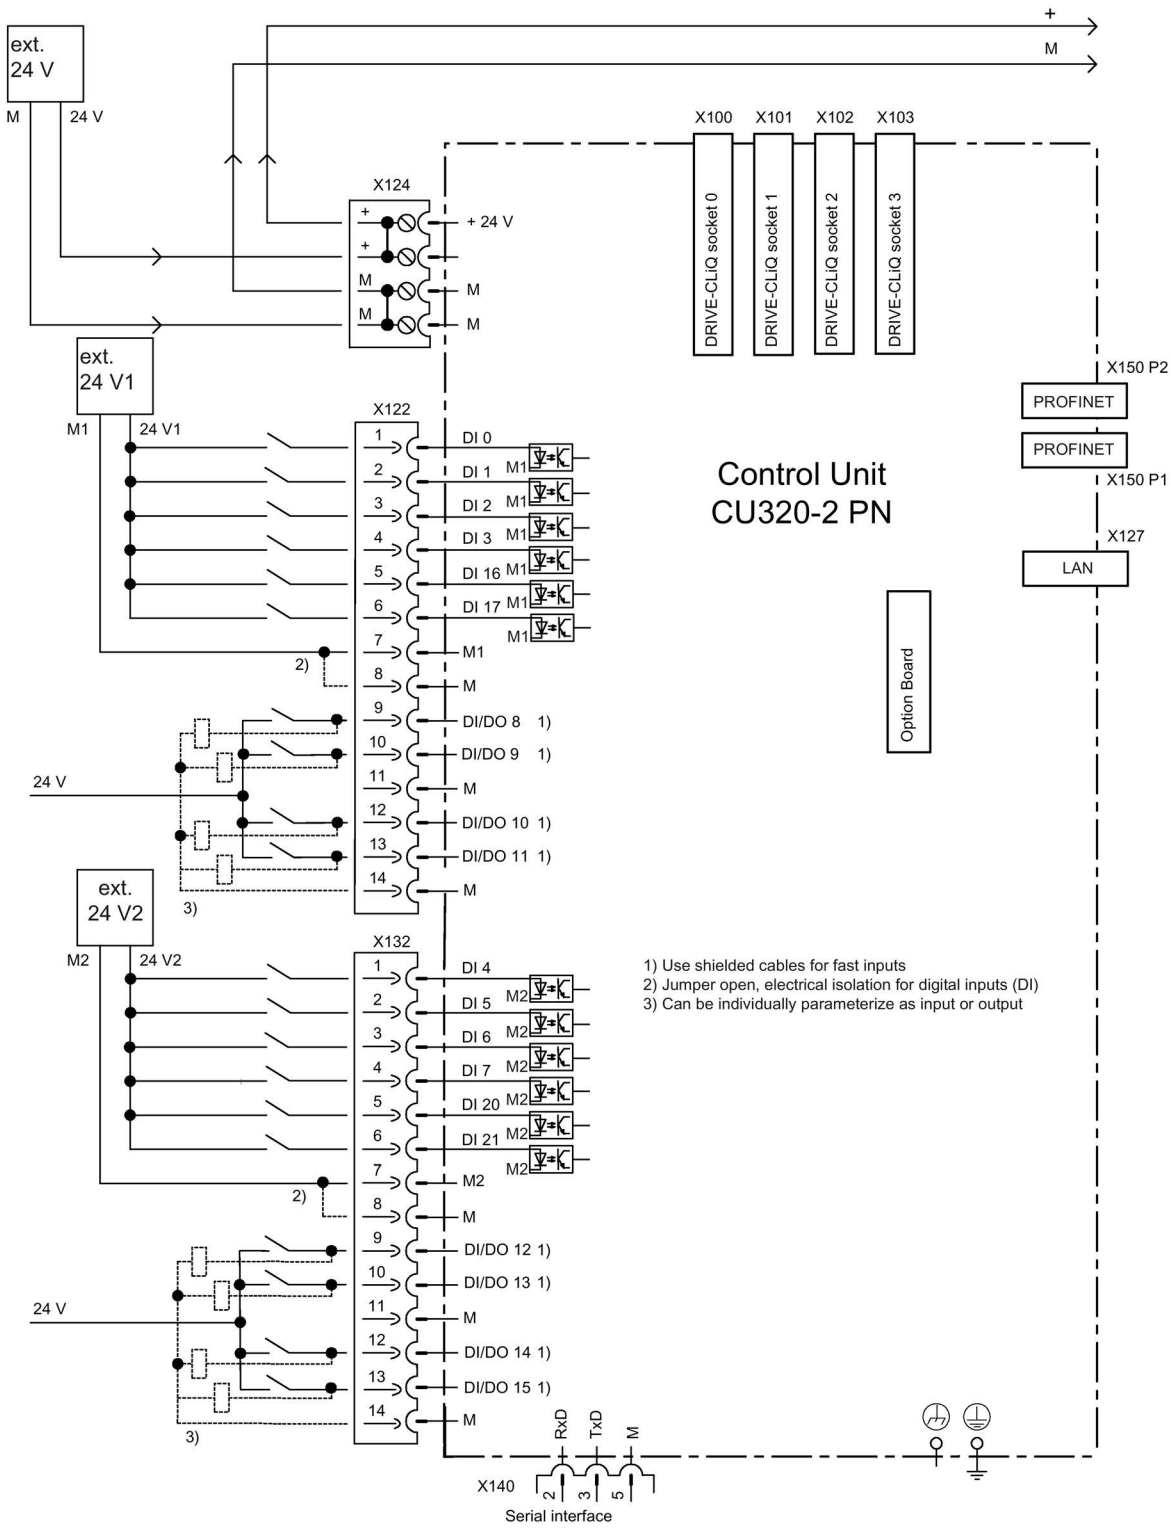 +
M
ext.
24 V
M
24 V
X100
X101
X102
X103
DRIVE-CLiQ socket 0
DRIVE-CLiQ socket 1
DRIVE-CLiQ socket 2
DRIVE-CLiQ socket 3
X124
+
+ 24 V
+
M
M
M
M
ext.
24 V1
M1
24 V1
X150 P2
PROFINET
PROFINET
X150 P1
X127
LAN
Control Unit
CU320-2 PN
Option Board
X122
1
DI 0
M1
2
DI 1
M1
3
DI 2
M1
4
DI 3
M1
5
DI 16
M1
6
DI 17
M1
7
M1
2)
8
M
9
DI/DO 8 1)
10
DI/DO 9 1)
11
M
24 V
12
DI/DO 10 1)
13
DI/DO 11 1)
14
M
3)
ext.
24 V2
M2
24 V2
X132
1
DI 4
M2
2
DI 5
M2
3
DI 6
M2
4
DI 7
M2
5
DI 20
M2
6
DI 21
M2
7
M2
2)
8
M
9
DI/DO 12 1)
10
DI/DO 13 1)
11
M
24 V
12
DI/DO 14 1)
13
DI/DO 15 1)
14
M
3)
1) Use shielded cables for fast inputs
2) Jumper open, electrical isolation for digital inputs (DI)
3) Can be individually parameterize as input or output
RxD
TxD
M
X140
2
3
5
Serial interface